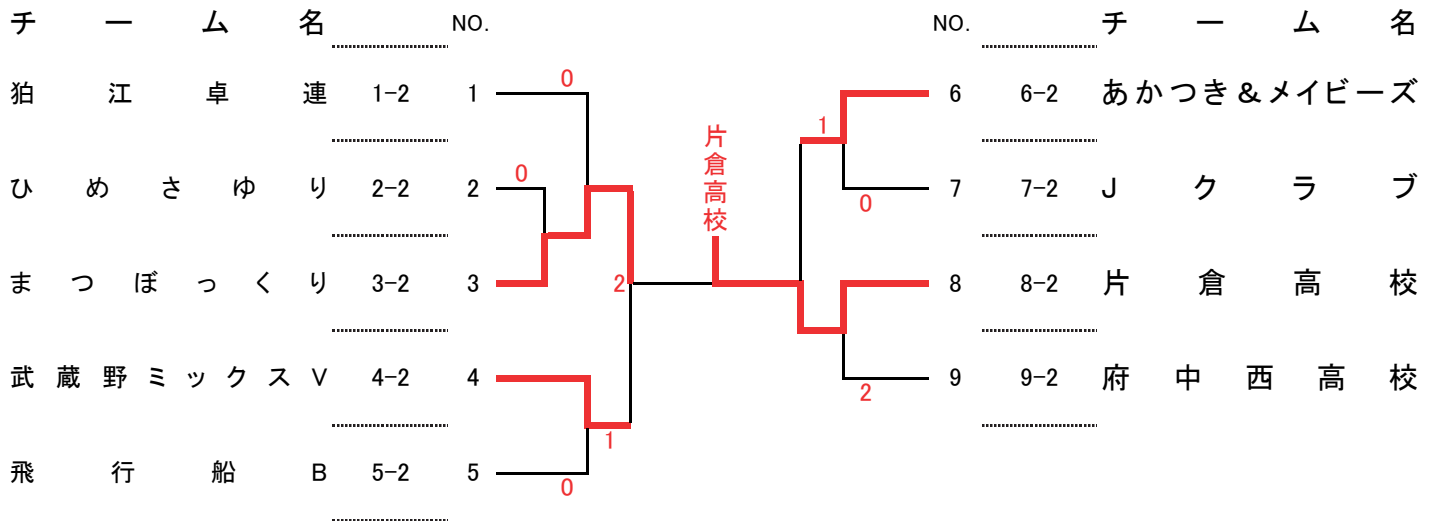 チーム名 NO. NO. チーム名
0
狛江卓連 1-2 1 6 6-2 あかつき＆メイビーズ
1
片倉高校
0
ひめさゆり 2-2 2 7 7-2 Jクラブ
0
まつぼっくり 3-2 3 2 8 8-2 片倉高校
武蔵野ミックスV 4-2 4 9 9-2 府中西高校
2
1
飛行船B 5-2 5
0